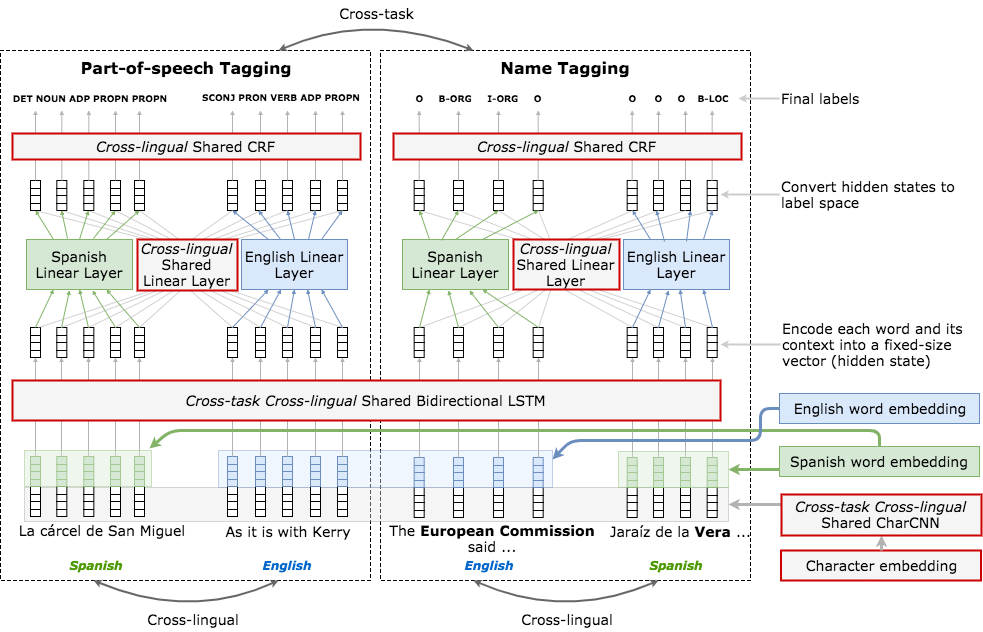 Cross-task
Part-of-speech Tagging
Name Tagging
DET NOUN ADP PROPN PROPN
SCONJ PRON VERB ADP PROPN
O B-ORG I-ORG O
O O O B-LOC
Final labels
Cross-lingual Shared CRF
Cross-lingual Shared CRF
Convert hidden states to
label space
Spanish
Linear Layer
Cross-lingual
Shared
Linear Layer
English Linear
Layer
Spanish
Linear Layer
Cross-lingual
Shared Linear
Layer
English Linear
Layer
Encode each word and its
context into a fixed-size
vector (hidden state)
Cross-task Cross-lingual Shared Bidirectional LSTM
English word embedding
Spanish word embedding
Cross-task Cross-lingual
Shared CharCNN
Character embedding
La cárcel de San Miguel
As it is with Kerry
The European Commission
said ...
Jaraíz de la Vera ...
Spanish
English
English
Spanish
Cross-lingual
Cross-lingual